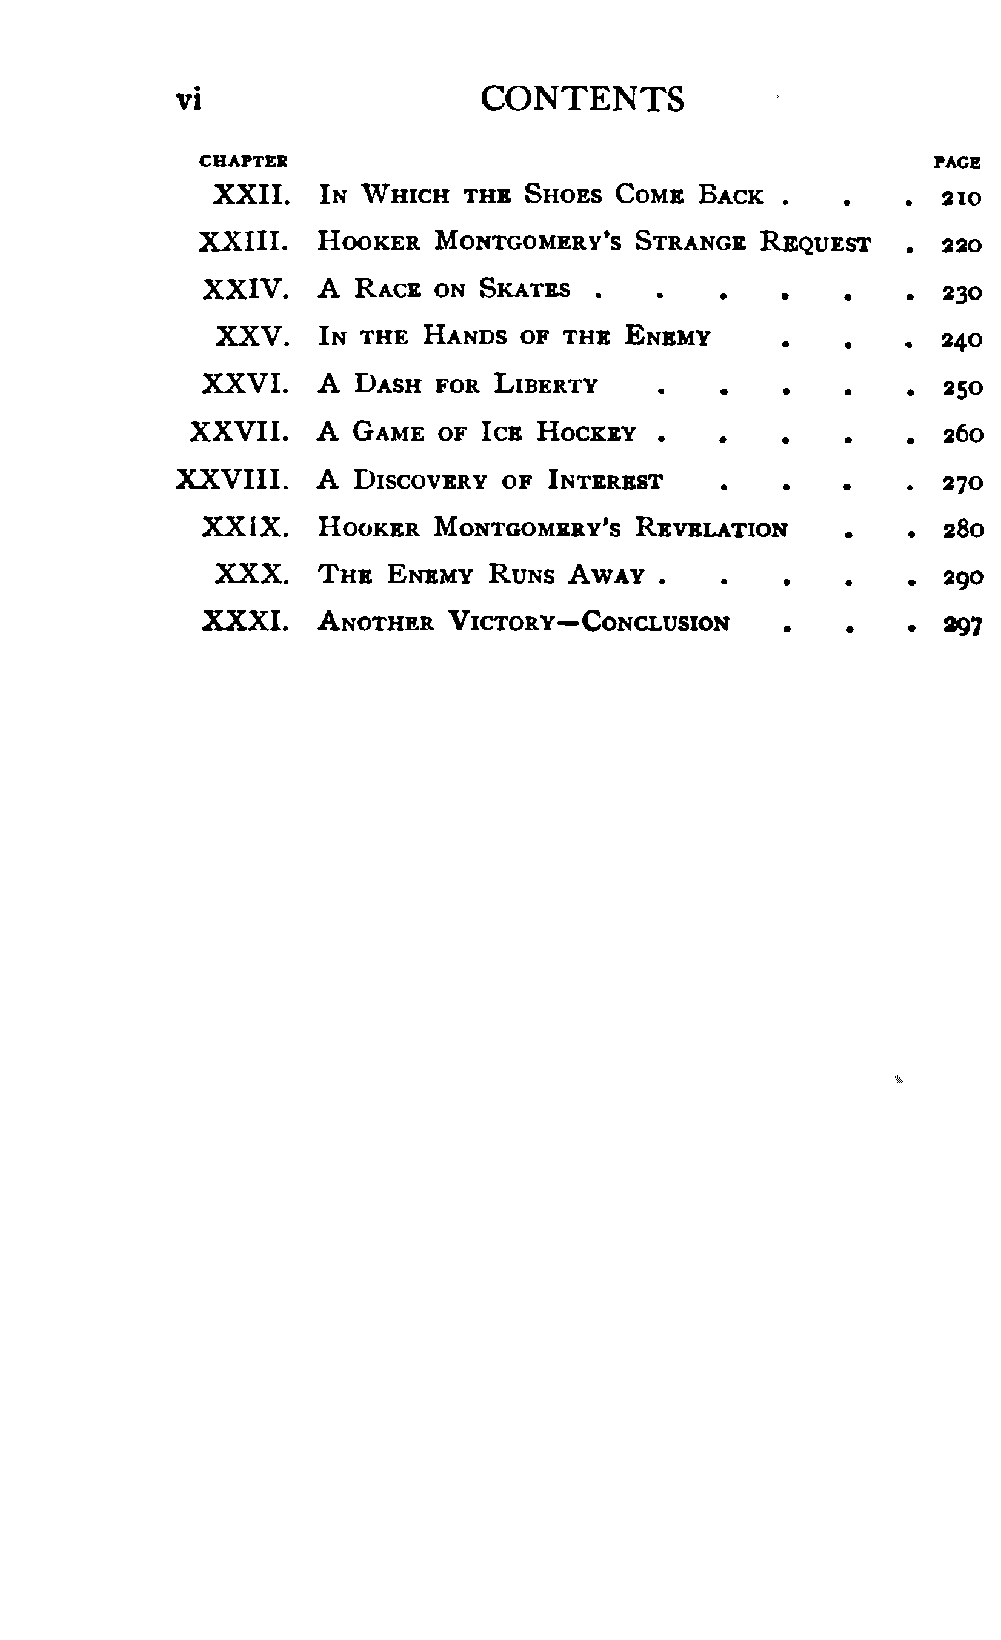 vi CONTENTS
CHAPTER PAGE
XXII. In Which the Shoes Come Back . . . 210
XXIII. Hooker Montgomery's Strange Request . 220
XXIV. A Race on Skates . . . . . . 230
XXV. In the Hands of the Enemy . . . 240
XXVI. A Dash for Liberty . . . . . 250
XXVII. A Game of Ice Hockey . . . . . 260
XXVIII. A Discovery of Interest . . . . 270
XXIX. Hooker Montgomery's Revelation . . 280
XXX. The Enemy Runs Away . . . . . 290
XXXI. Another Victory—Conclusion . . . 297